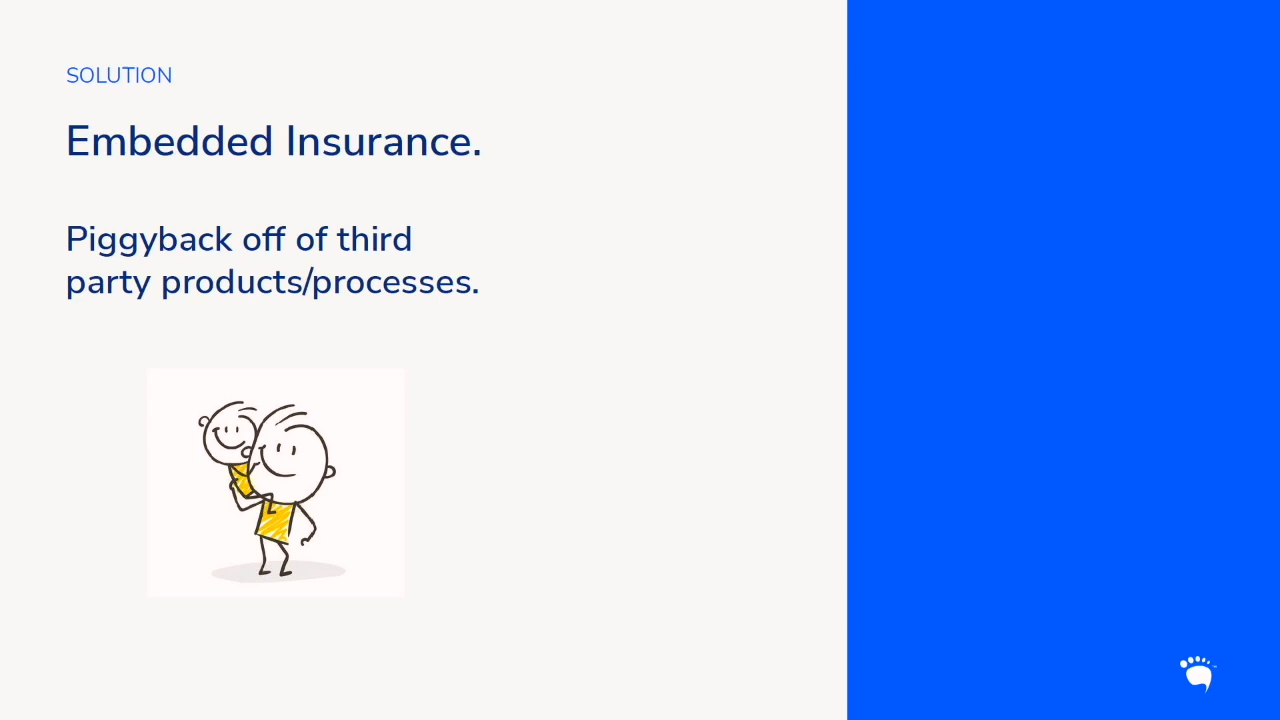 SOLUTION
Embedded Insurance.
Piggyback off of third
party products/processes.